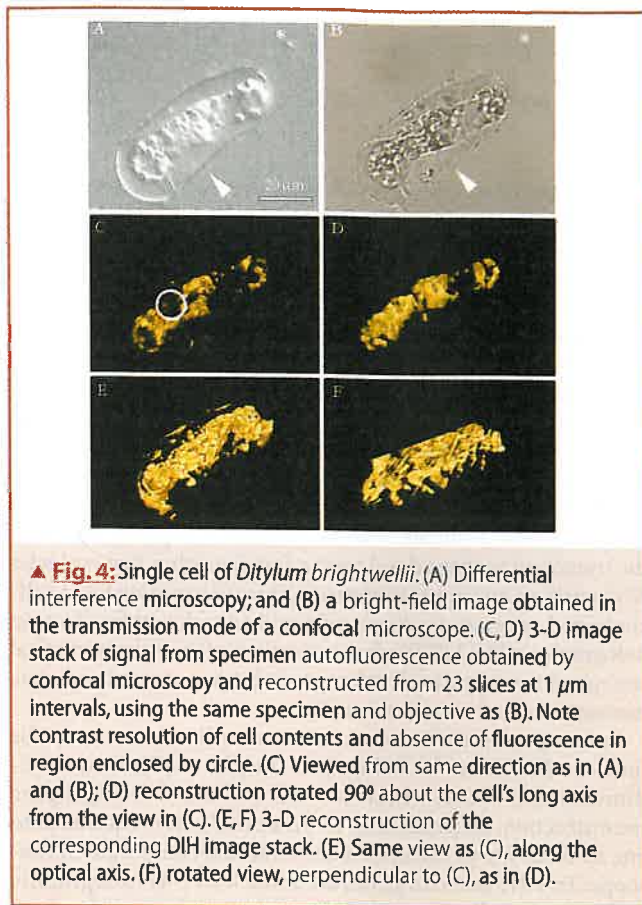 A
B
20 µm
C
D
E
F
▲ Fig. 4: Single cell of Ditylum brightwellii. (A) Differential
interference microscopy; and (B) a bright-field image obtained in
the transmission mode of a confocal microscope. (C, D) 3-D image
stack of signal from specimen autofluorescence obtained by
confocal microscopy and reconstructed from 23 slices at 1 µm
intervals, using the same specimen and objective as (B). Note
contrast resolution of cell contents and absence of fluorescence in
region enclosed by circle. (C) Viewed from same direction as in (A)
and (B); (D) reconstruction rotated 90º about the cell's long axis
from the view in (C). (E, F) 3-D reconstruction of the
corresponding DIH image stack. (E) Same view as (C), along the
optical axis. (F) rotated view, perpendicular to (C), as in (D).